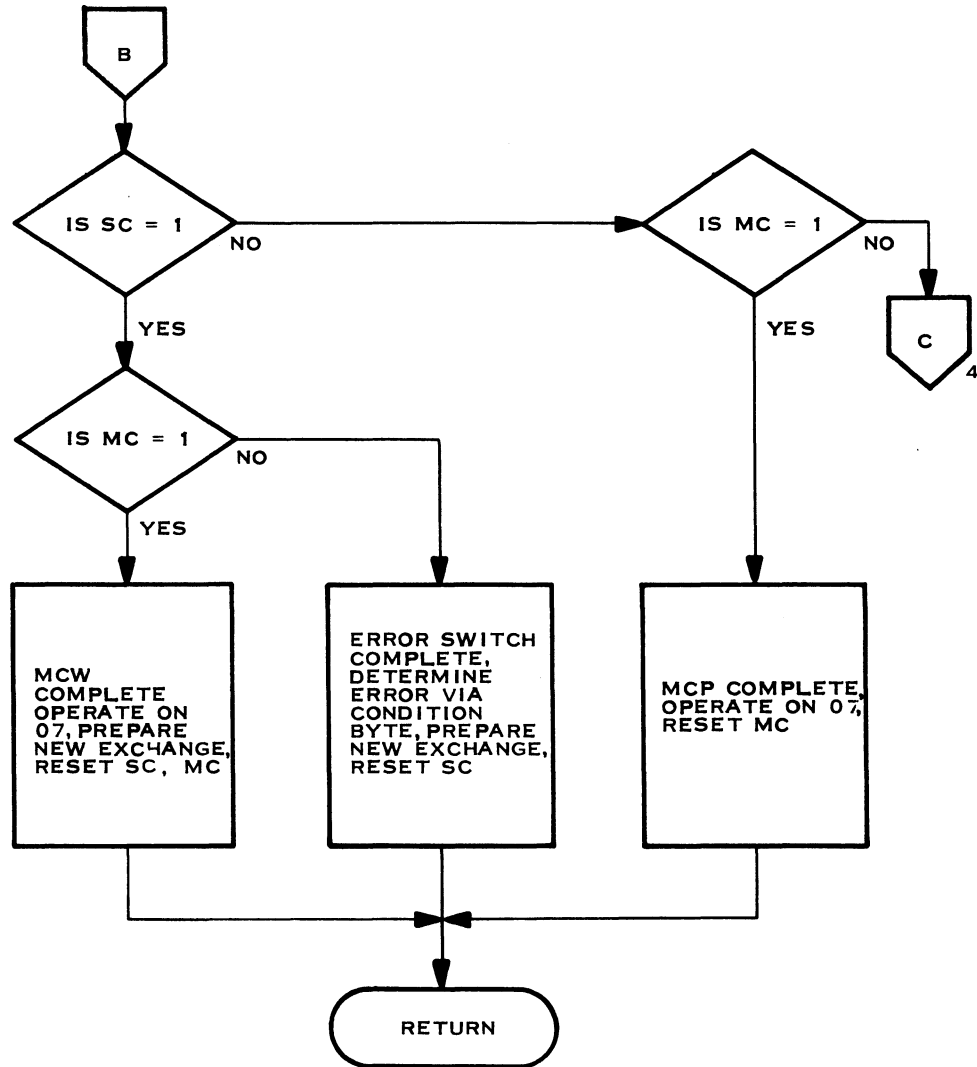 B
IS SC = 1
NO
IS MC = 1
NO
YES
C
4
YES
IS MC = 1
NO
YES
MCW
COMPLETE
OPERATE ON
07, PREPARE
NEW EXCHANGE,
RESET SC, MC
ERROR SWITCH
COMPLETE,
DETERMINE
ERROR VIA
CONDITION
BYTE, PREPARE
NEW EXCHANGE,
RESET SC
MCP COMPLETE,
OPERATE ON 07,
RESET MC
RETURN